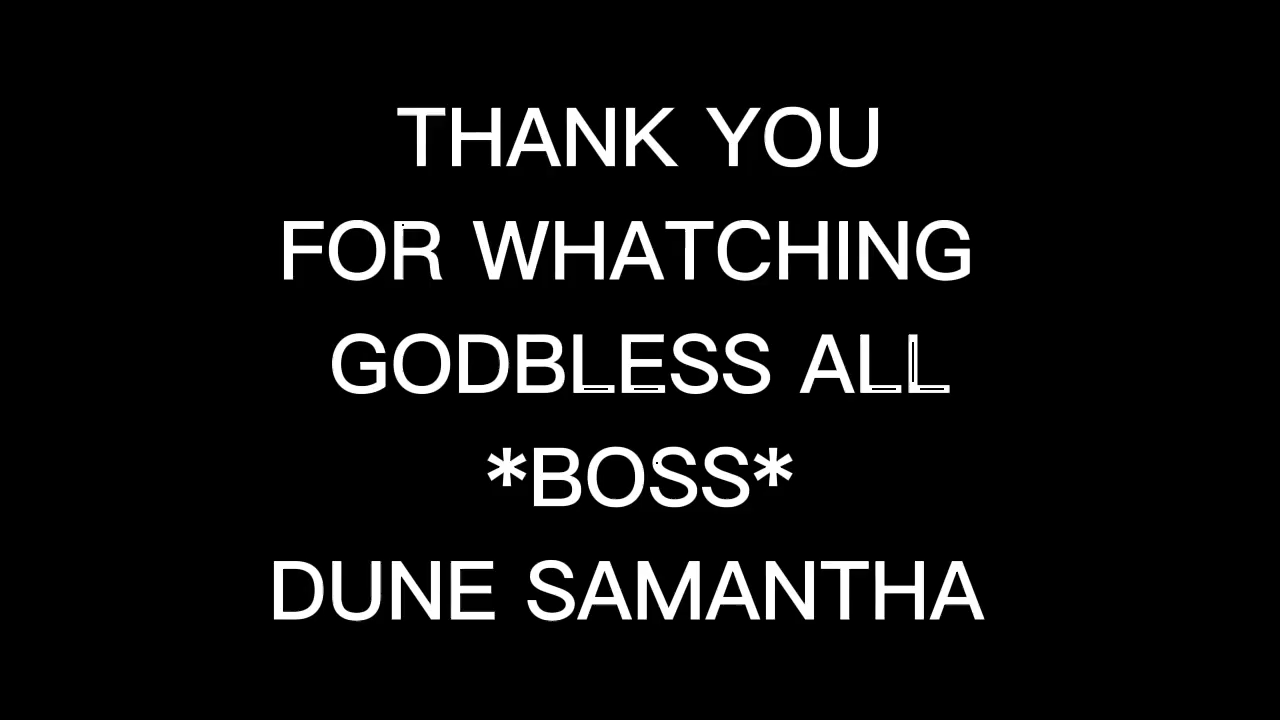 THANK YOU
FOR WHATCHING
GODBLESS ALL
*BOSS*
DUNE SAMANTHA